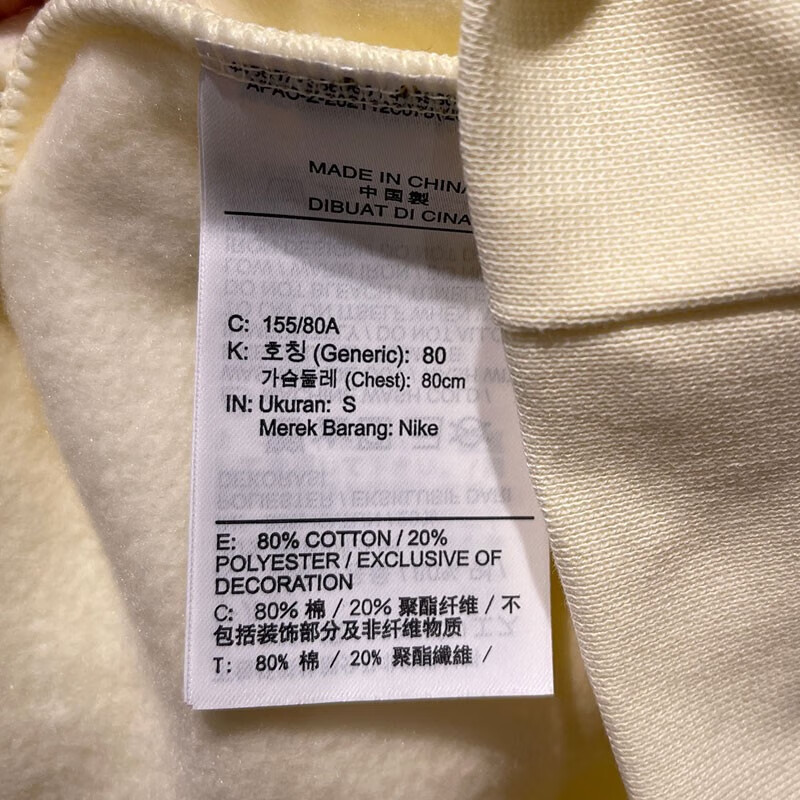 MADE IN CHINA
中国製
DIBUAT DI CINA
C: 155/80A
K: 호칭 (Generic): 80
가슴둘레 (Chest): 80cm
IN: Ukuran: S
Merek Barang: Nike
E: 80% COTTON / 20%
POLYESTER / EXCLUSIVE OF
DECORATION
C: 80% 棉 / 20% 聚酯纤维 / 不
包括装饰部分及非纤维物质
T: 80% 棉 / 20% 聚酯纖維 /